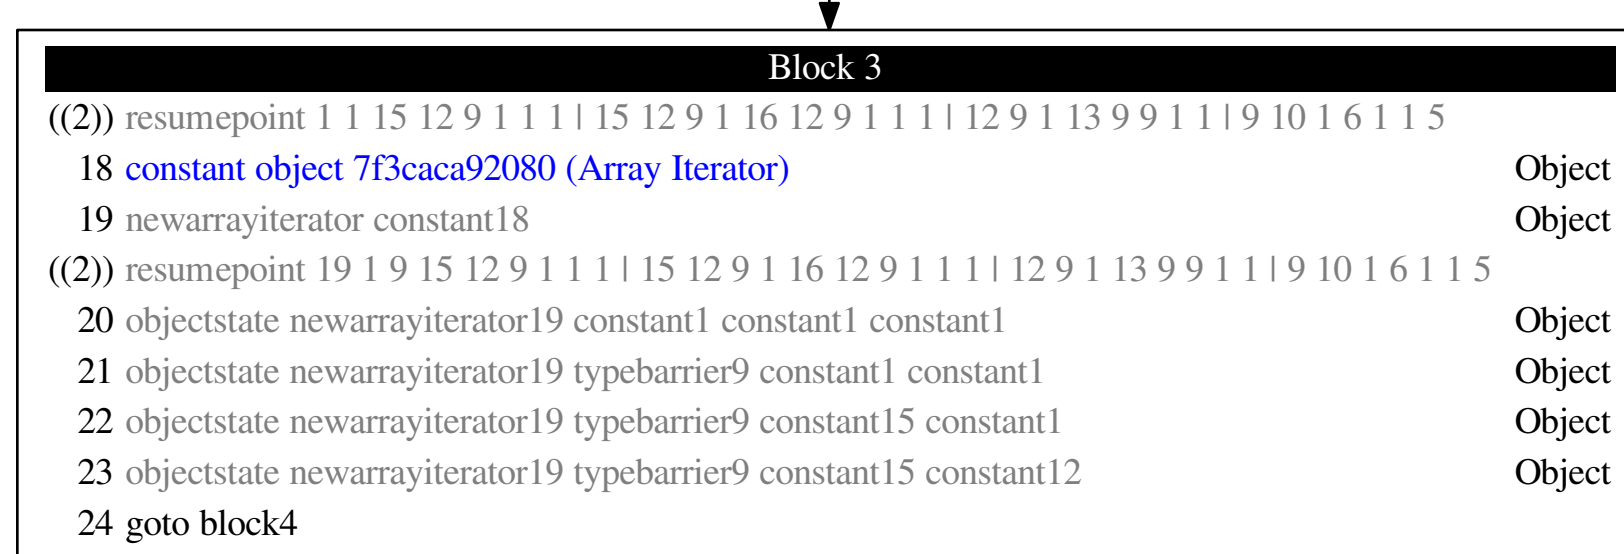 Block 3
((2)) resumepoint 1 1 15 12 9 1 1 1 | 15 12 9 1 16 12 9 1 1 1 | 12 9 1 13 9 9 1 1 | 9 10 1 6 1 1 5
18 constant object 7f3caca92080 (Array Iterator) Object
19 newarrayiterator constant18 Object
((2)) resumepoint 19 1 9 15 12 9 1 1 1 | 15 12 9 1 16 12 9 1 1 1 | 12 9 1 13 9 9 1 1 | 9 10 1 6 1 1 5
20 objectstate newarrayiterator19 constant1 constant1 constant1 Object
21 objectstate newarrayiterator19 typebarrier9 constant1 constant1 Object
22 objectstate newarrayiterator19 typebarrier9 constant15 constant1 Object
23 objectstate newarrayiterator19 typebarrier9 constant15 constant12 Object
24 goto block4